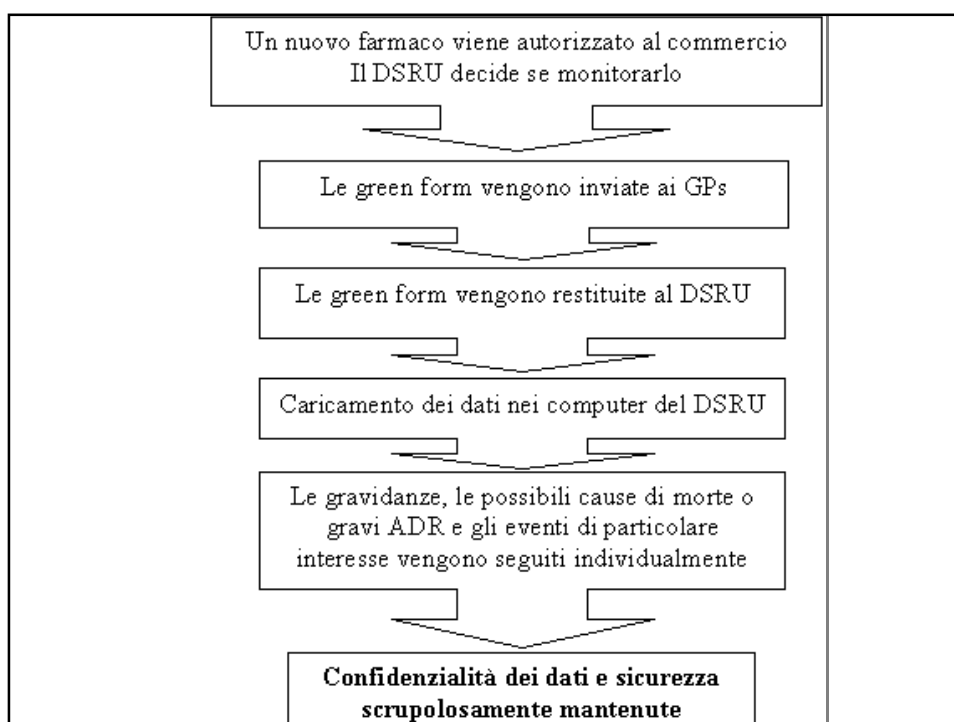 Un nuovo farmaco viene autorizzato al commercio
Il DSRU decide se monitorarlo
Le green form vengono inviate ai GPs
Le green form vengono restituite al DSRU
Caricamento dei dati nei computer del DSRU
Le gravidanze, le possibili cause di morte o
gravi ADR e gli eventi di particolare
interesse vengono seguiti individualmente
Confidenzialità dei dati e sicurezza
scrupolosamente mantenute